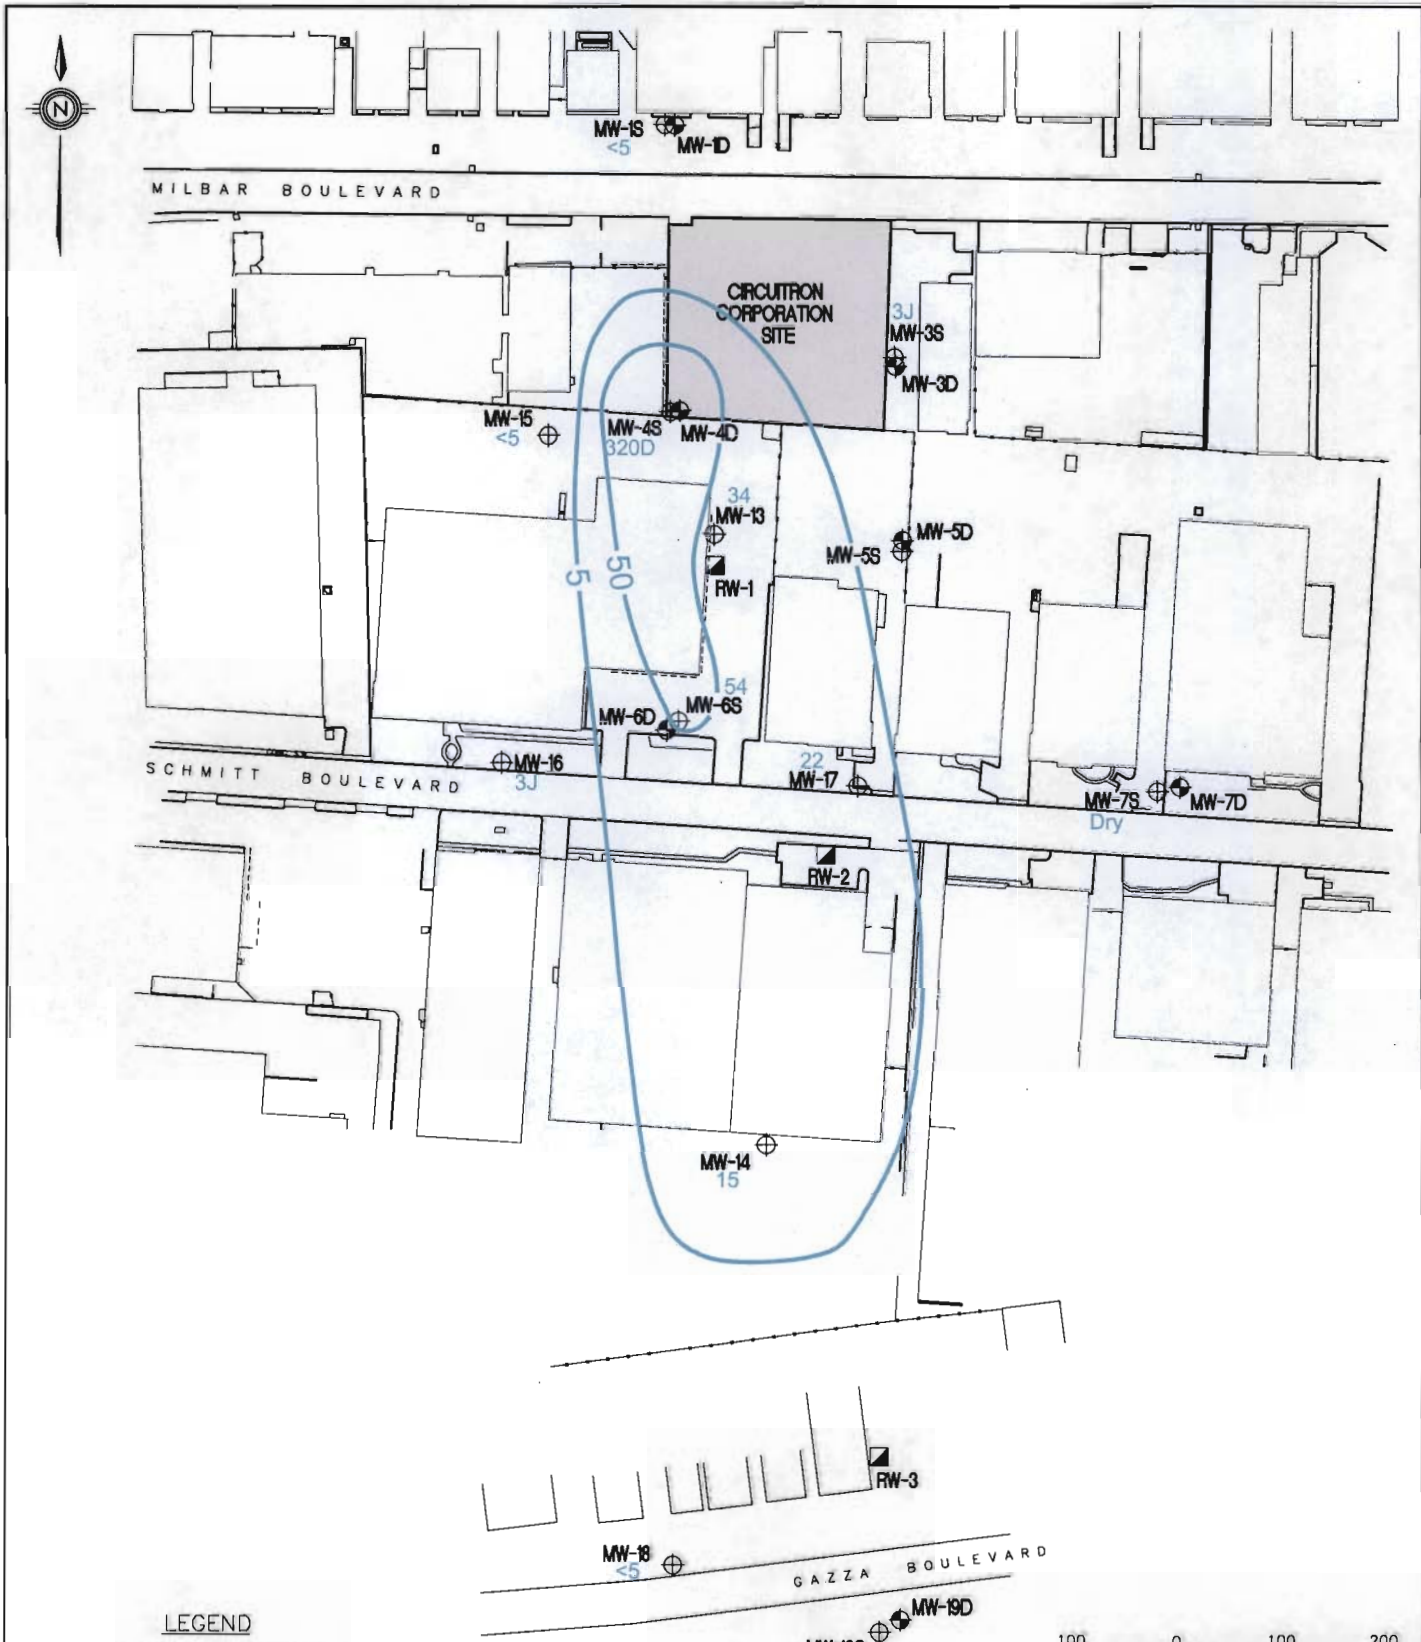 N
MW-1S
<5
MW-1D
MILBAR BOULEVARD
CIRCUITRON
CORPORATION
SITE
3J
MW-3S
MW-3D
MW-15
<5
MW-4S
320D
MW-4D
34
MW-13
MW-5D
MW-5S
5
50
RW-1
54
MW-6S
MW-6D
MW-16
3J
22
MW-17
SCHMITT BOULEVARD
MW-7S
MW-7D
Dry
RW-2
MW-14
15
RW-3
MW-18
<5
GAZZA BOULEVARD
MW-19D
LEGEND
100 0 100 200